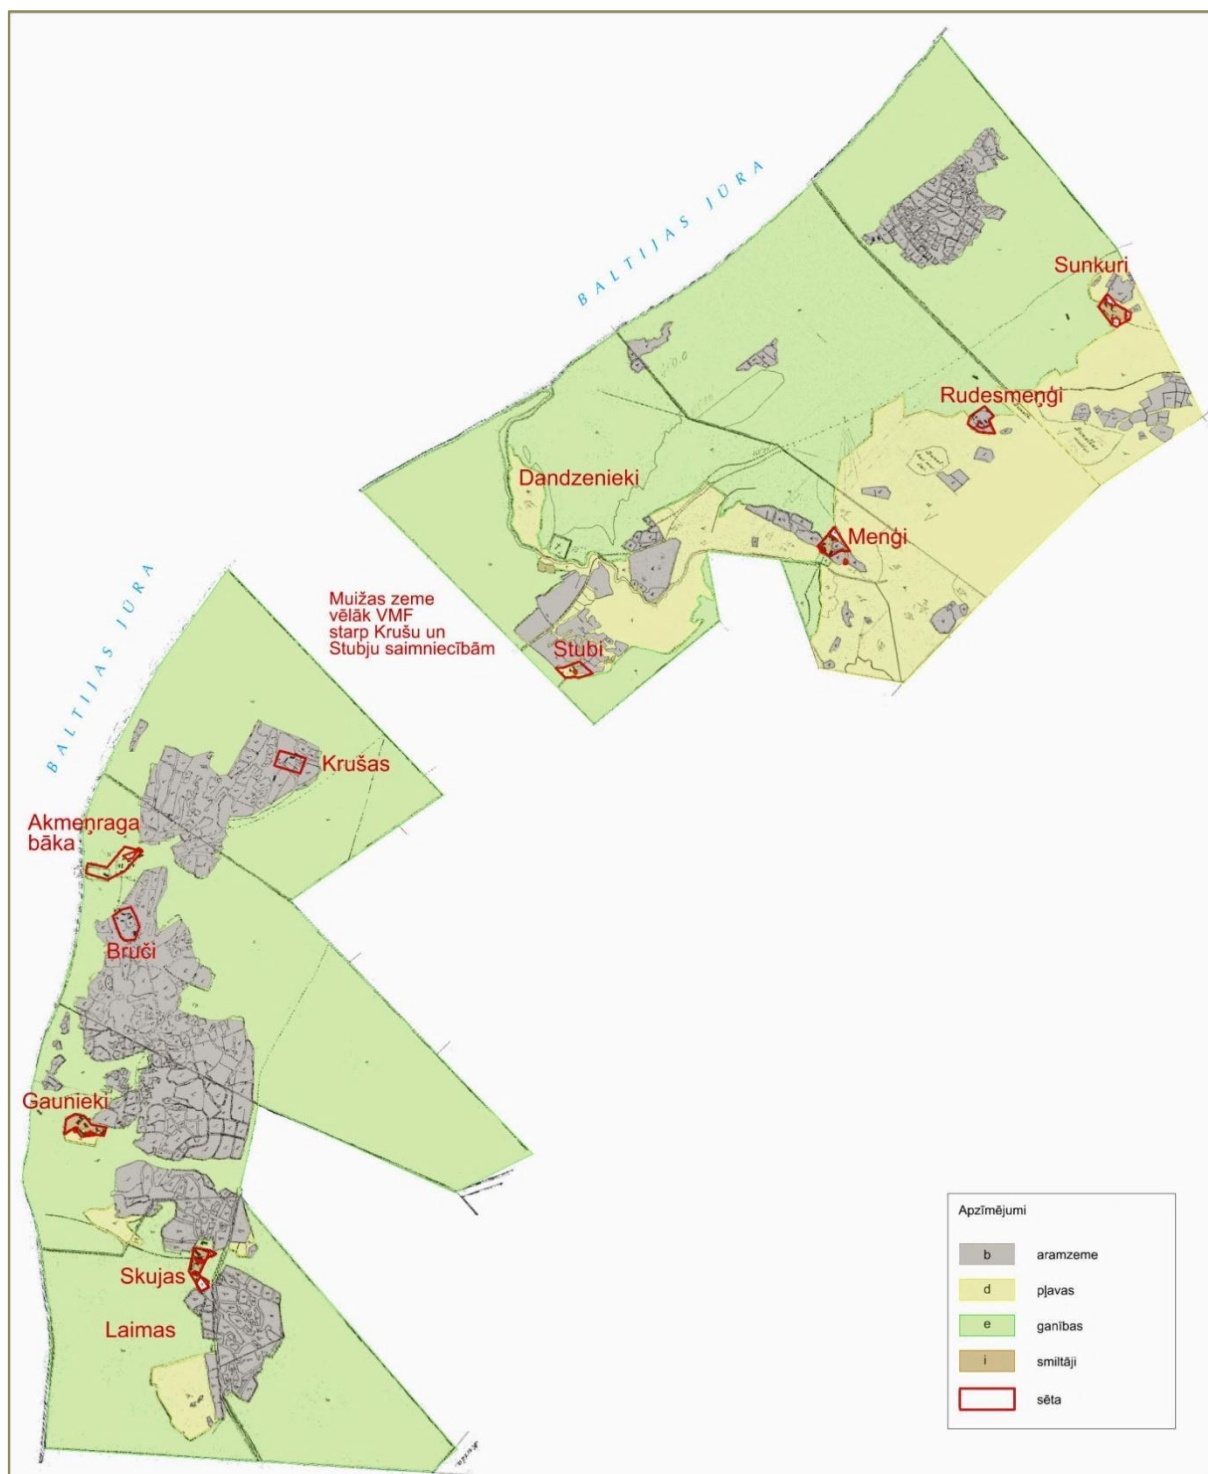 BALTIJAS JŪRA
Sunkuri
Rudesmeņģi
Dandzenieki
Menģi
Muižas zeme
vēlāk VMF
starp Krušu un
Stubju saimniecībām
Stubi
BALTIJAS JŪRA
Krušas
Akmeņraga
bāka
Bruči
Gaunieki
Skujas
Laimas
Apzīmējumi
b aramzeme
d pļavas
e ganības
i smiltāji
sēta